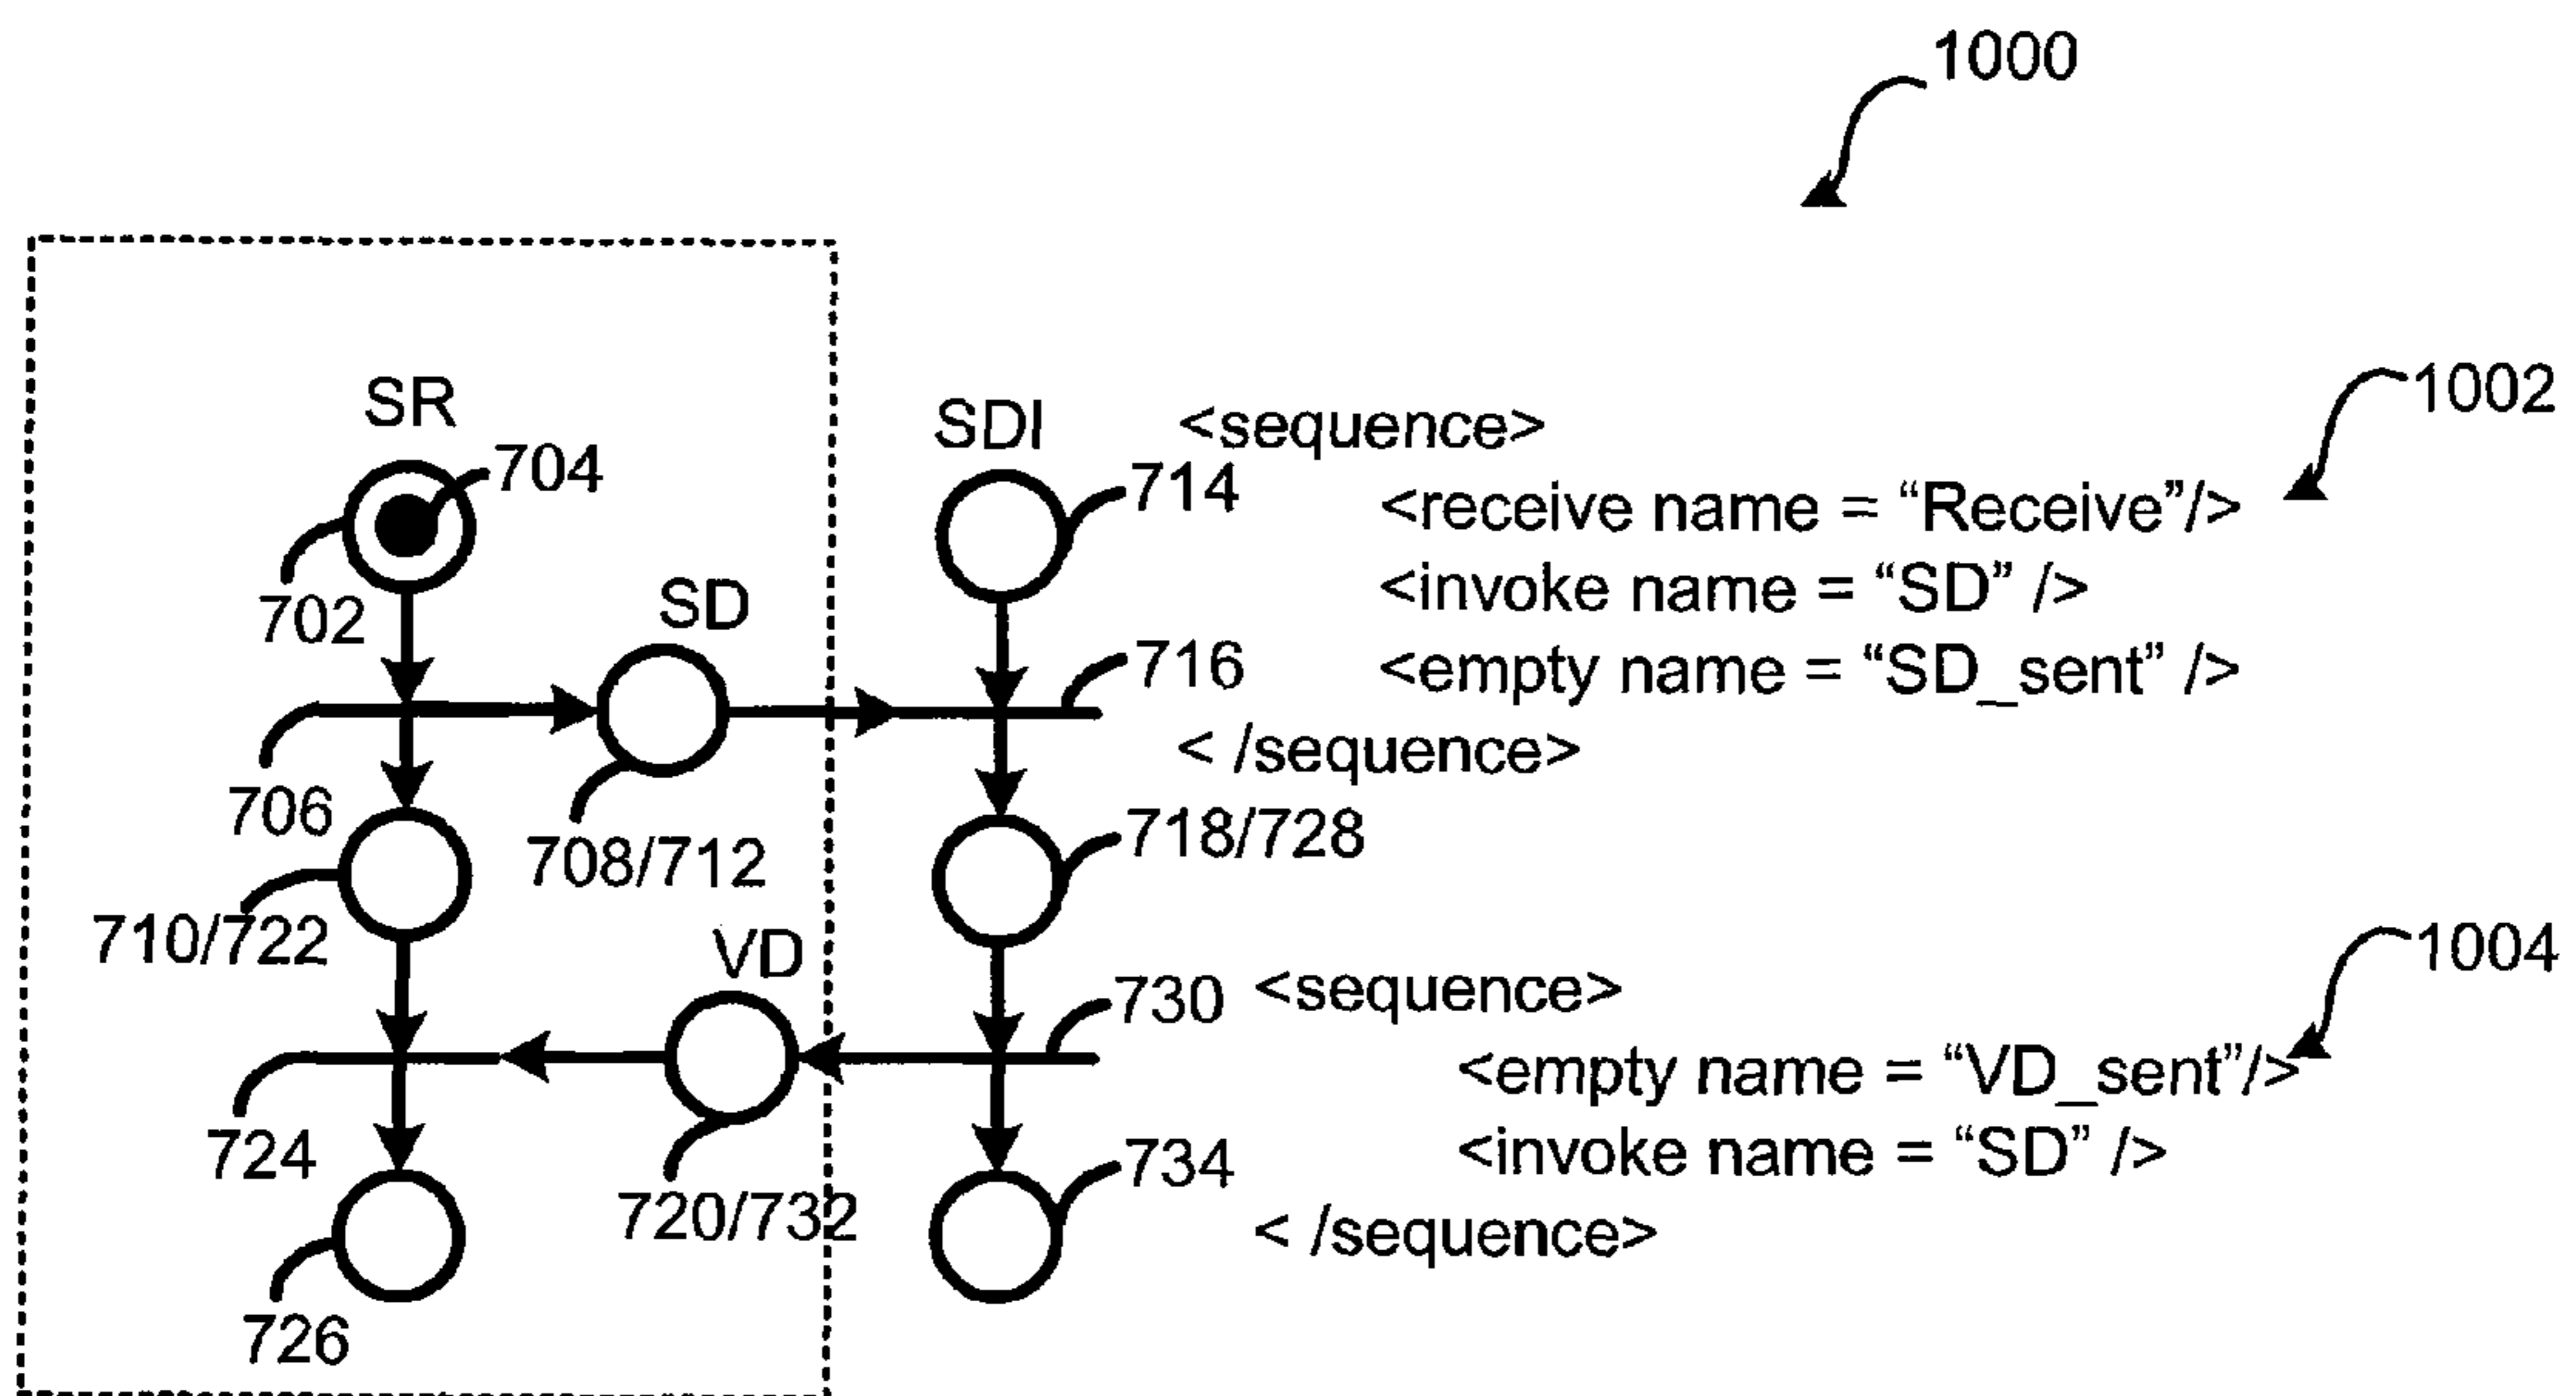 1000
1002
SR
SDI
<sequence>
704
714
<receive name = “Receive”/>
702
SD
<invoke name = “SD” />
716
<empty name = “SD_sent” />
< /sequence>
706
708/712
718/728
710/722
VD
1004
730
<sequence>
<empty name = “VD_sent”/>
724
734
<invoke name = “SD” />
720/732
< /sequence>
726